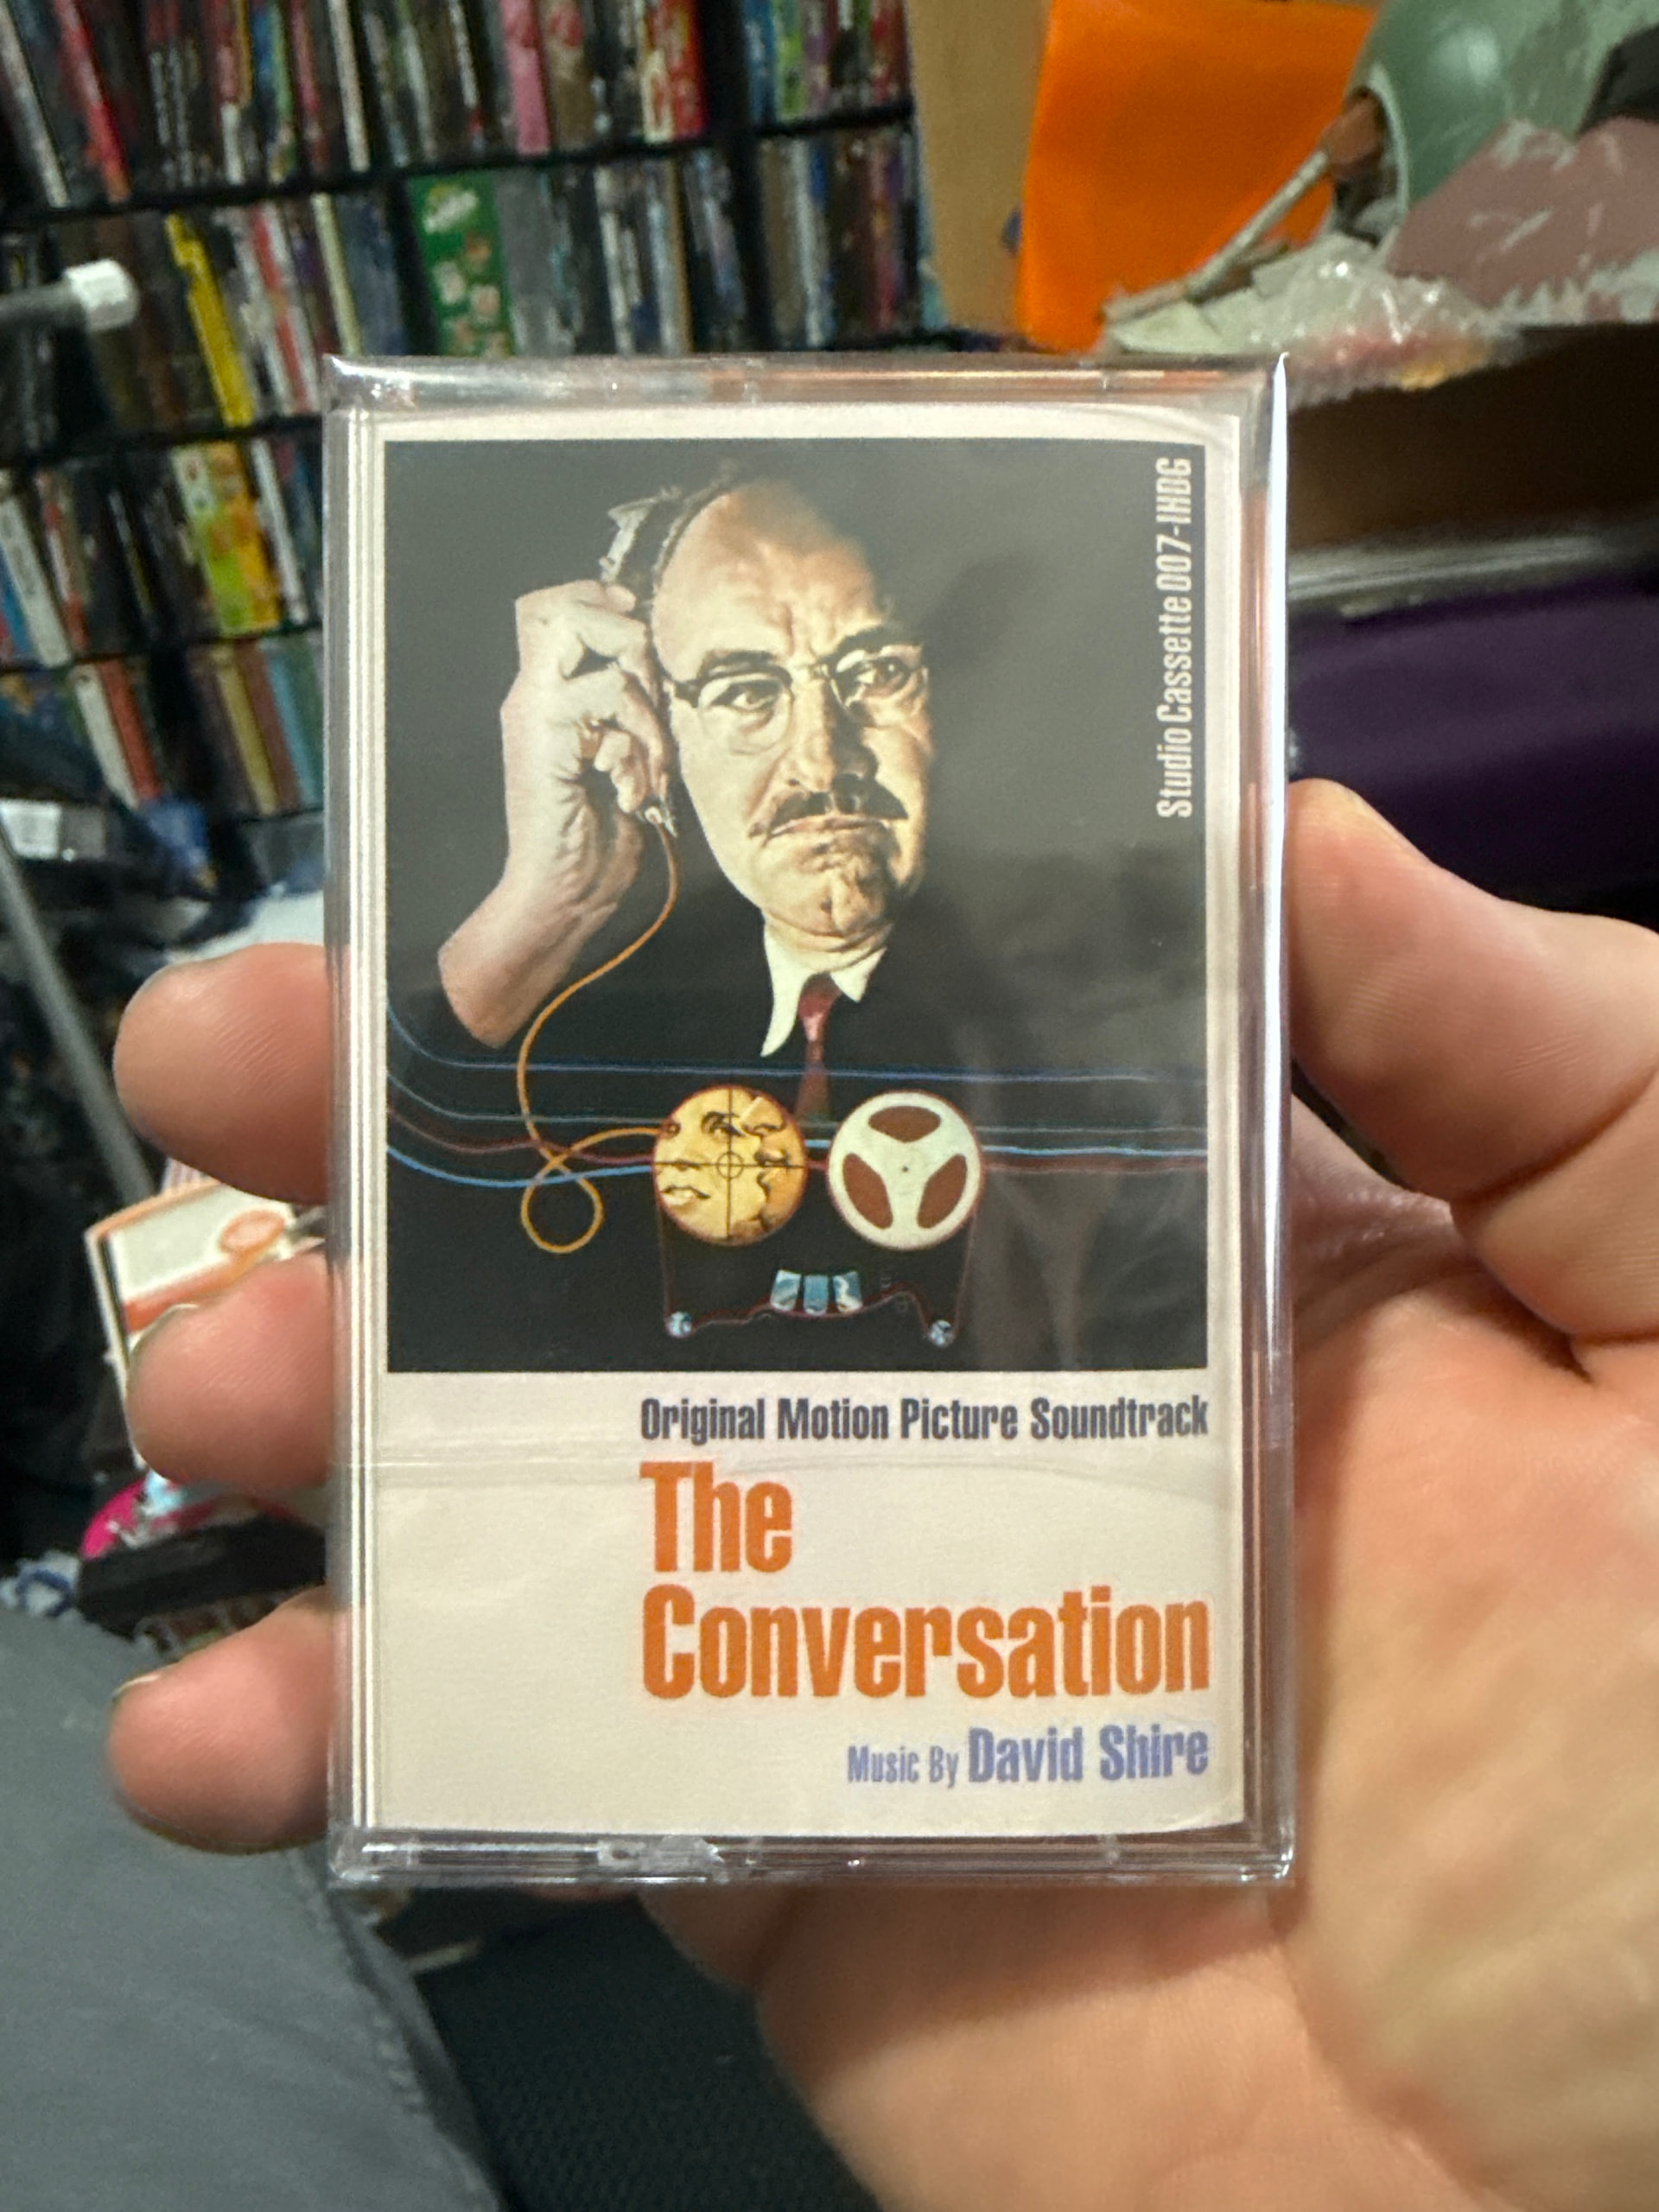 Studio Cassette 007-IHDG
Original Motion Picture Soundtrack
The
Conversation
Music By David Shire